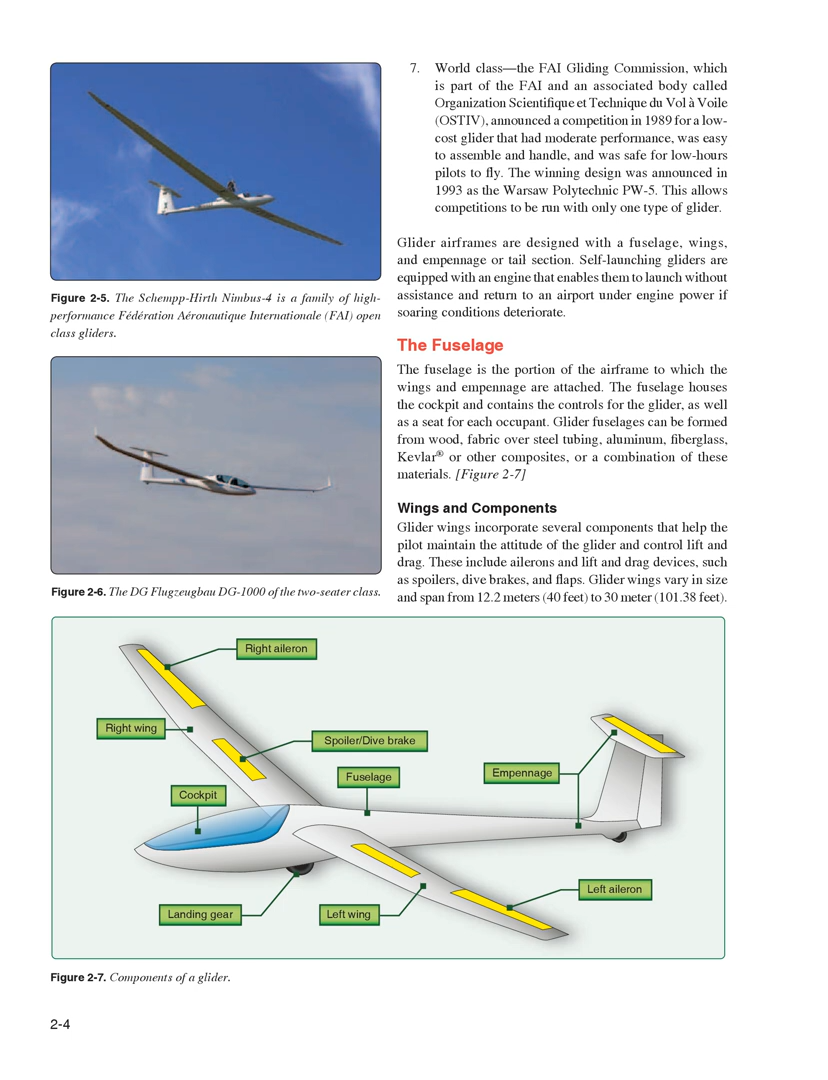 Figure 2-5. The Schempp-Hirth Nimbus-4 is a family of high-
performance Fédération Aéronautique Internationale (FAI) open
class gliders.
Figure 2-6. The DG Flugzeugbau DG-1000 of the two-seater class.
7. World class—the FAI Gliding Commission, which
is part of the FAI and an associated body called
Organization Scientifique et Technique du Vol à Voile
(OSTIV), announced a competition in 1989 for a low-
cost glider that had moderate performance, was easy
to assemble and handle, and was safe for low-hours
pilots to fly. The winning design was announced in
1993 as the Warsaw Polytechnic PW-5. This allows
competitions to be run with only one type of glider.
Glider airframes are designed with a fuselage, wings,
and empennage or tail section. Self-launching gliders are
equipped with an engine that enables them to launch without
assistance and return to an airport under engine power if
soaring conditions deteriorate.
The Fuselage
The fuselage is the portion of the airframe to which the
wings and empennage are attached. The fuselage houses
the cockpit and contains the controls for the glider, as well
as a seat for each occupant. Glider fuselages can be formed
from wood, fabric over steel tubing, aluminum, fiberglass,
Kevlar® or other composites, or a combination of these
materials. [Figure 2-7]
Wings and Components
Glider wings incorporate several components that help the
pilot maintain the attitude of the glider and control lift and
drag. These include ailerons and lift and drag devices, such
as spoilers, dive brakes, and flaps. Glider wings vary in size
and span from 12.2 meters (40 feet) to 30 meter (101.38 feet).
Right aileron
Right wing
Spoiler/Dive brake
Fuselage
Empennage
Cockpit
Left aileron
Landing gear
Left wing
Figure 2-7. Components of a glider.
2-4